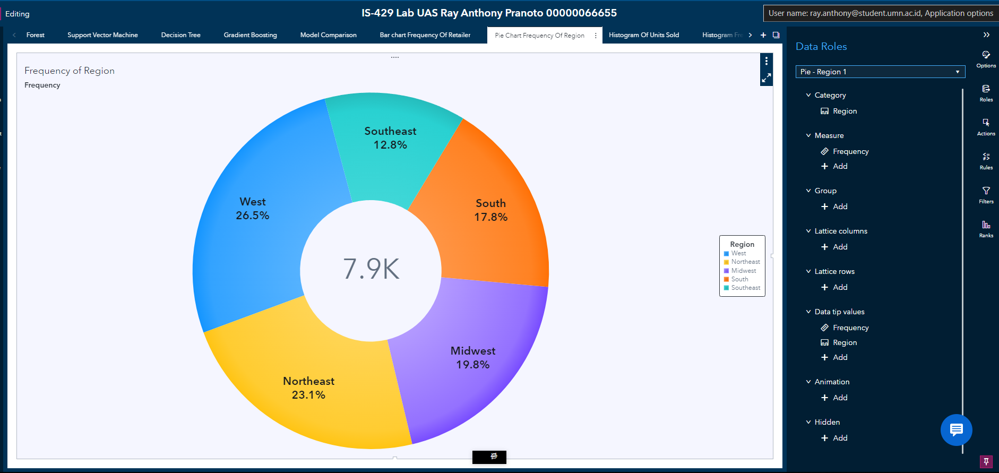 Editing
IS-429 Lab UAS Ray Anthony Pranoto 00000066655
User name: ray.anthony@student.umn.ac.id, Application options
Forest
Support Vector Machine
Decision Tree
Gradient Boosting
Model Comparison
Bar chart Frequency Of Retailer
Pie Chart Frequency Of Region
Histogram Of Units Sold
Histogram
Frequency of Region
Frequency
Southeast
12.8%
South
17.8%
West
26.5%
7.9K
Midwest
19.8%
Northeast
23.1%
Region
West
Northeast
Midwest
South
Southeast
Data Roles
Pie - Region 1
Category
Region
Measure
Frequency
Add
Group
Add
Lattice columns
Add
Lattice rows
Add
Data tip values
Frequency
Region
Add
Animation
Add
Hidden
Add
Options
Roles
Actions
Rules
Filters
Ranks